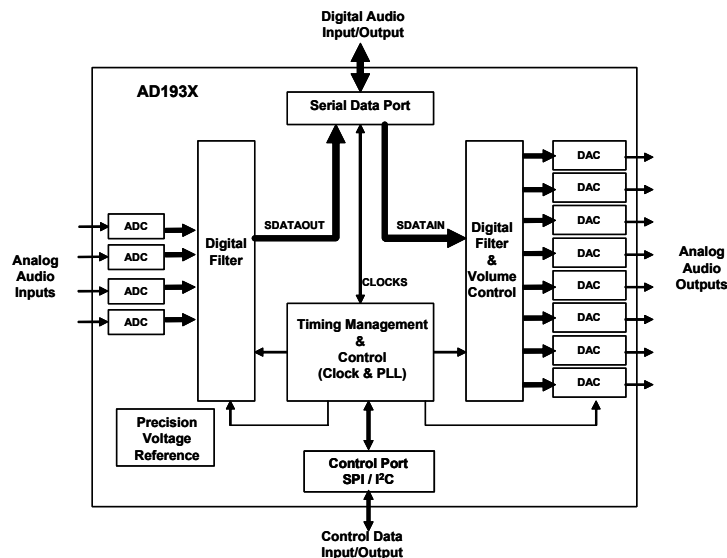 Digital Audio
Input/Output
AD193X
Serial Data Port
SDATAOUT
SDATAIN
CLOCKS
Analog
Audio
Inputs
ADC
ADC
ADC
ADC
Digital
Filter
Timing Management
&
Control
(Clock & PLL)
Digital
Filter
&
Volume
Control
DAC
DAC
DAC
DAC
DAC
DAC
DAC
DAC
Analog
Audio
Outputs
Precision
Voltage
Reference
Control Port
SPI / I²C
Control Data
Input/Output